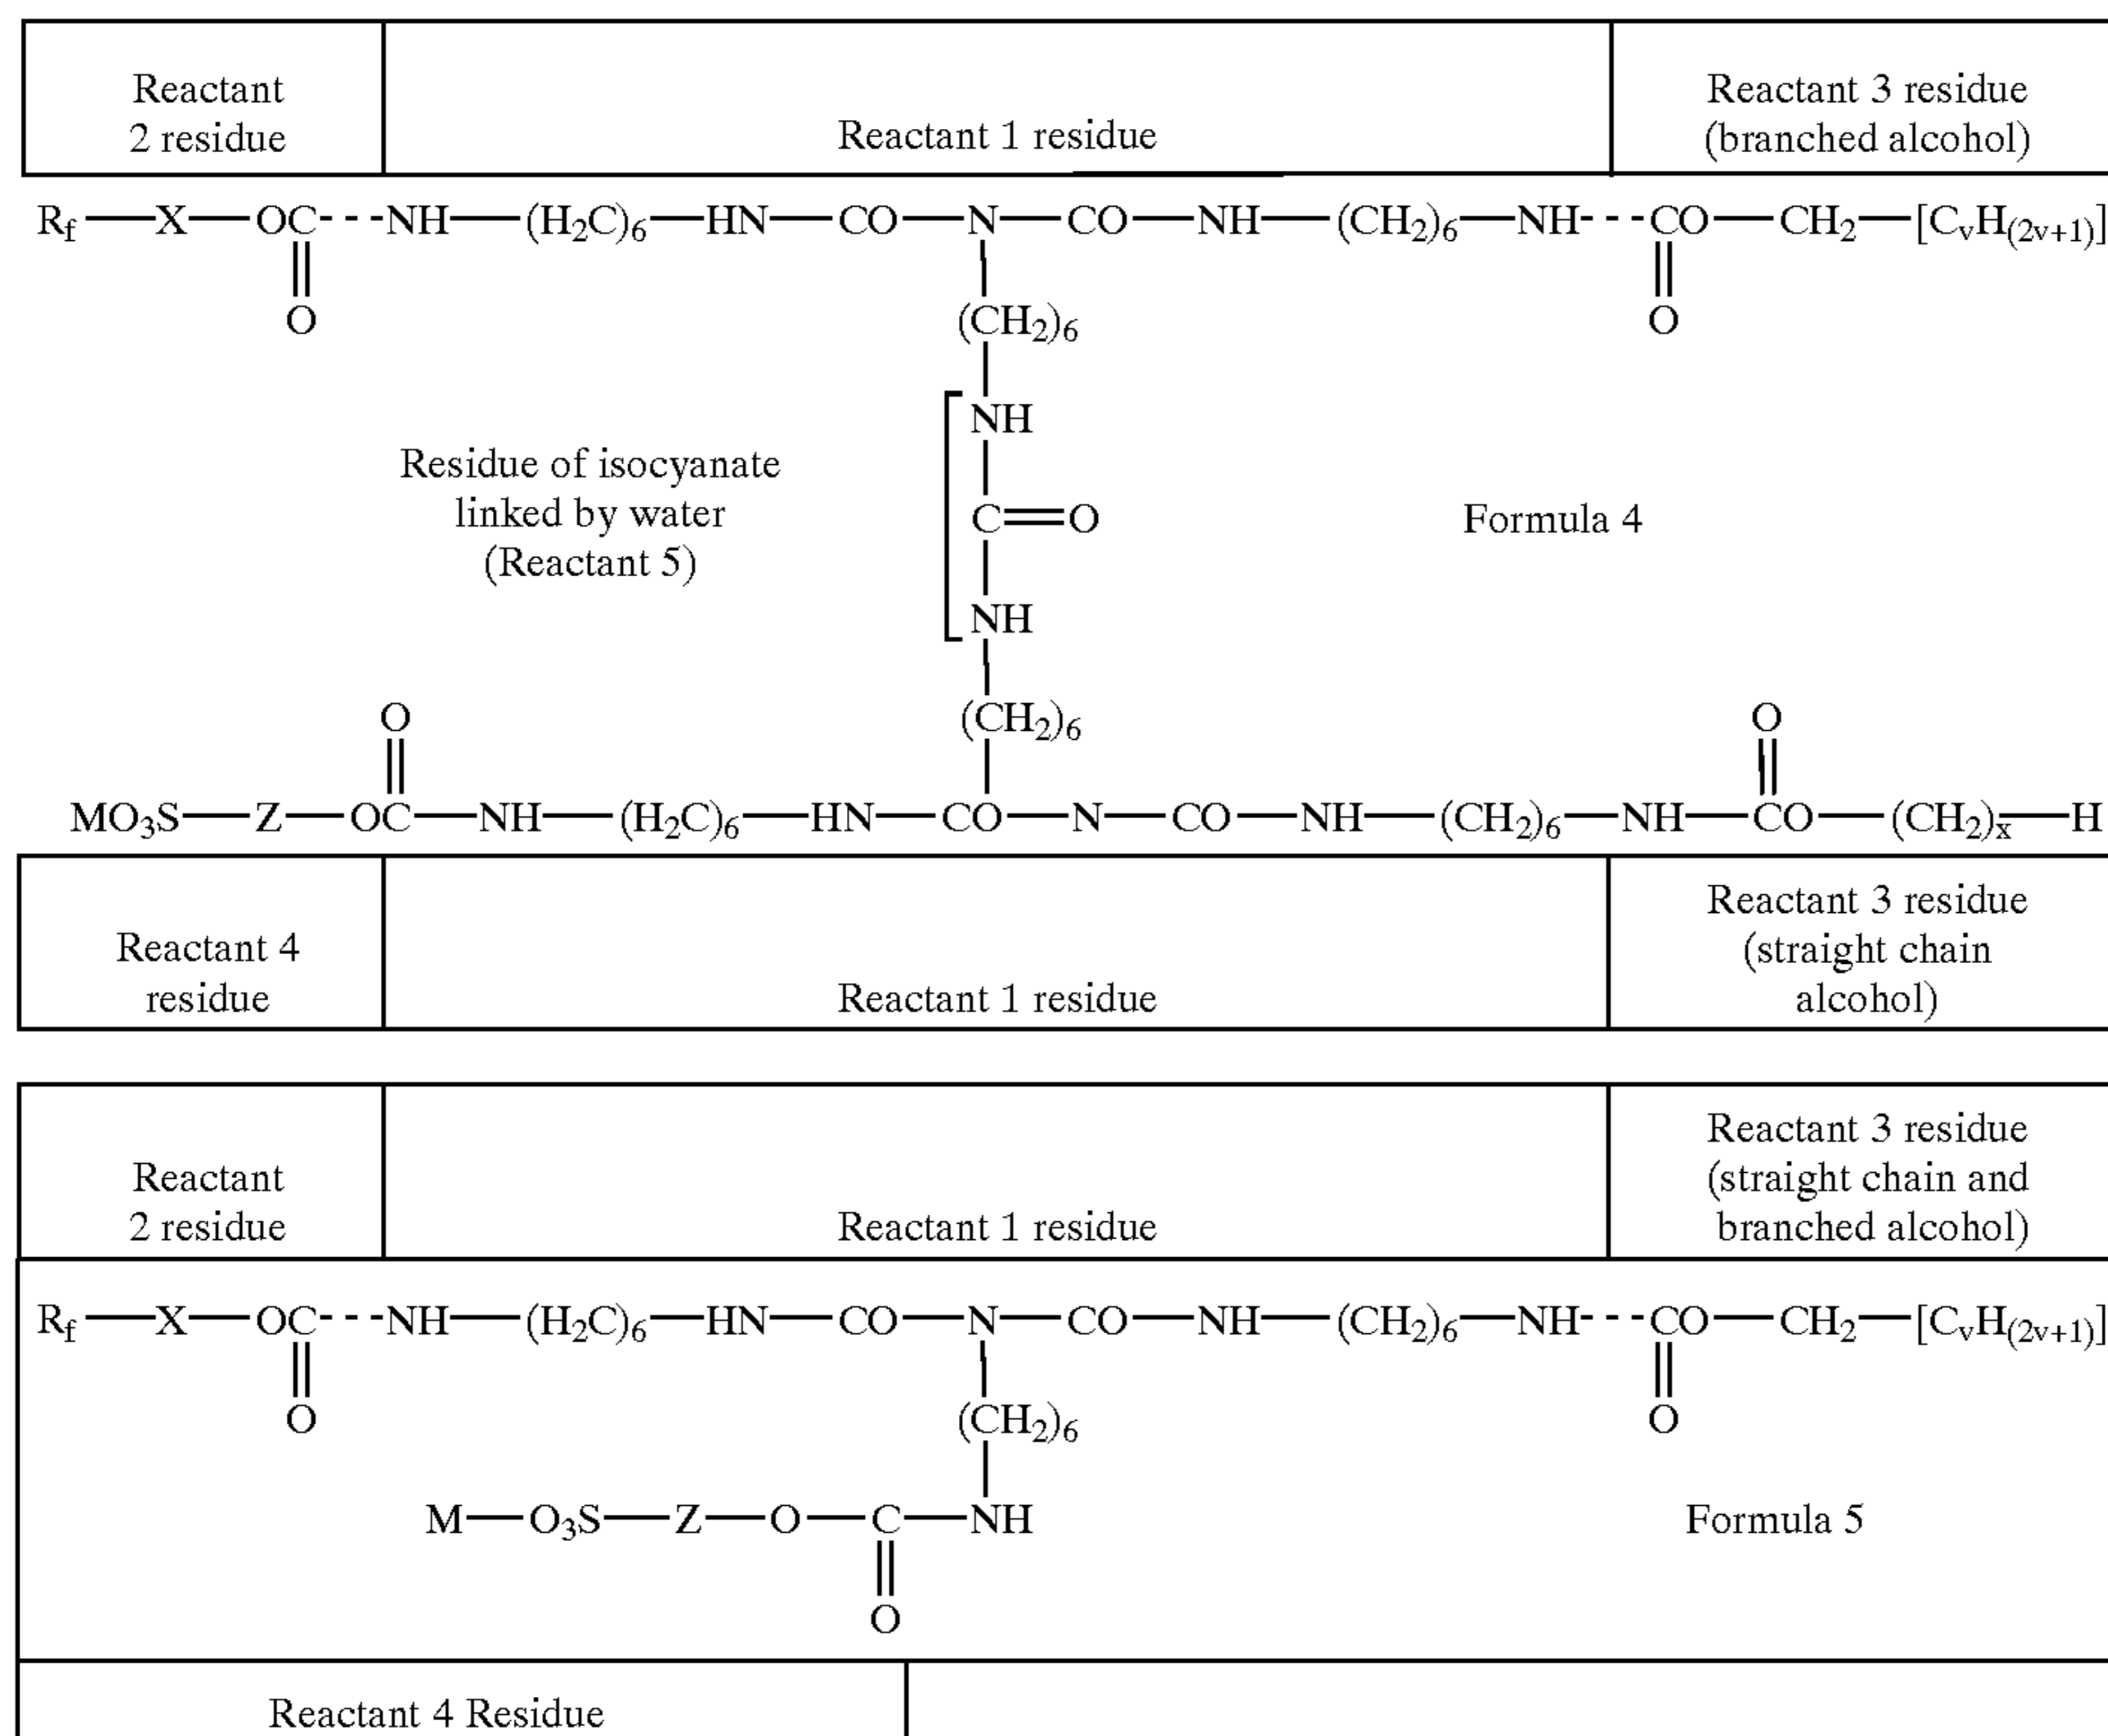 Reactant
2 residue
Reactant 1 residue
Reactant 3 residue
(branched alcohol)
R_f—X—OC---NH—(H₂C)₆—HN—CO—N—CO—NH—(CH₂)₆—NH---CO—CH₂—[C_vH_(2v+1)]
O
O
(CH₂)₆
NH
Residue of isocyanate
linked by water
(Reactant 5)
C=O
Formula 4
NH
(CH₂)₆
O
O
MO₃S—Z—OC—NH—(H₂C)₆—HN—CO—N—CO—NH—(CH₂)₆—NH—CO—(CH₂)ₓ—H
Reactant 4
residue
Reactant 1 residue
Reactant 3 residue
(straight chain
alcohol)
Reactant
2 residue
Reactant 1 residue
Reactant 3 residue
(straight chain and
branched alcohol)
R_f—X—OC---NH—(H₂C)₆—HN—CO—N—CO—NH—(CH₂)₆—NH---CO—CH₂—[C_vH_(2v+1)]
O
O
(CH₂)₆
M—O₃S—Z—O—C—NH
Formula 5
O
Reactant 4 Residue